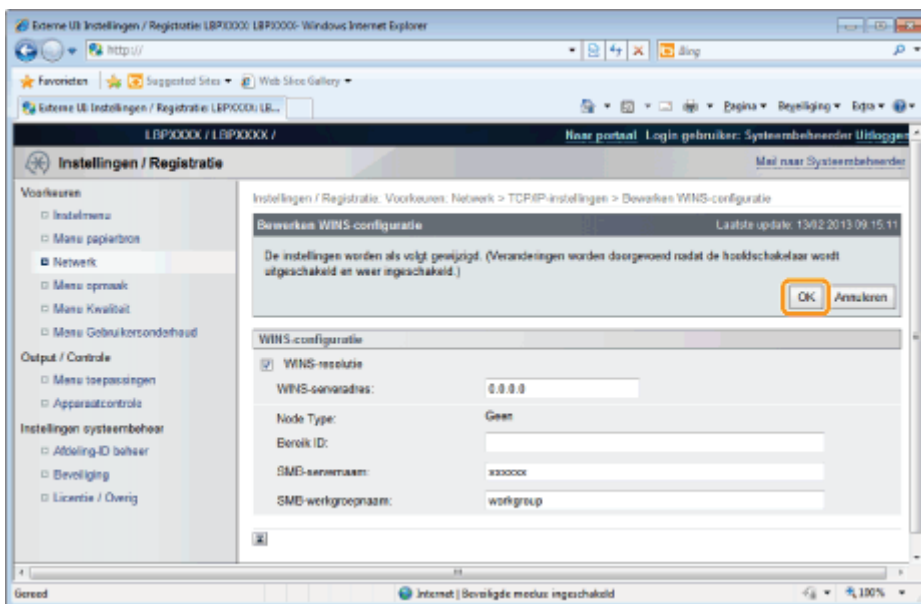 Externe UI: Instellingen / Registratie: LBPXXXX: LBPXXXX - Windows Internet Explorer
http://
Bing
Favorieten Suggested Sites Web Slice Gallery
Externe UI: Instellingen / Registratie: LBPXXXX: LB...
Pagina Beveiliging Extra
LBPXXXX / LBPXXXX /
Naar portaal Login gebruiker: Systeembeheerder Uitloggen
Instellingen / Registratie
Mail naar Systeembeheerder
Voorkeuren
Instelmenu
Menu papierbron
Netwerk
Menu opmaak
Menu Kwaliteit
Menu Gebruikersonderhoud
Output / Controle
Menu toepassingen
Apparaatcontrole
Instellingen systeembeheer
Afdeling-ID beheer
Beveiliging
Licentie / Overig
Instellingen / Registratie: Voorkeuren: Netwerk > TCP/IP-instellingen > Bewerken WINS-configuratie
Bewerken WINS-configuratie
Laatste update: 13/02 2013 09:15:11
De instellingen worden als volgt gewijzigd. (Veranderingen worden doorgevoerd nadat de hoofdschakelaar wordt
uitgeschakeld en weer ingeschakeld.)
OK Annuleren
WINS-configuratie
WINS-resolutie
WINS-serveradres: 0.0.0.0
Node Type: Geen
Bereik ID:
SMB-servernaam: xxxxxx
SMB-werkgroepnaam: workgroup
Gereed
Internet | Beveiligde modus ingeschakeld
100%